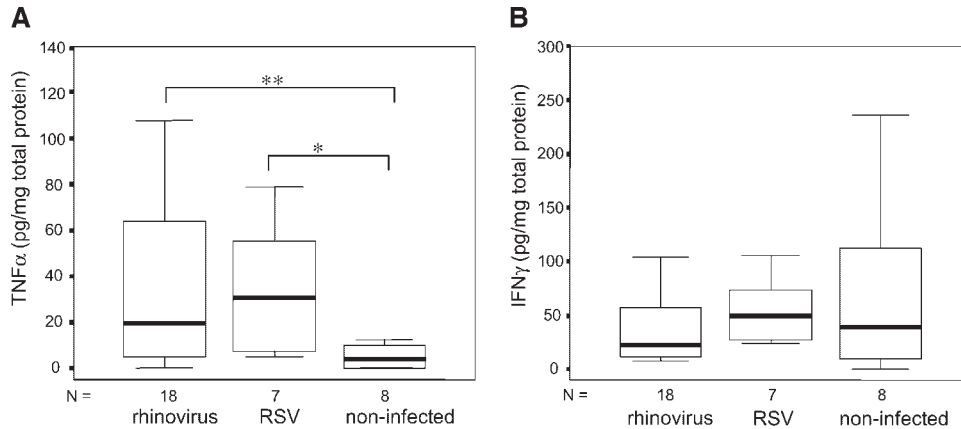 A
TNFα (pg/mg total protein)
140
120
100
80
60
40
20
0
**
*
N = 18 7 8
rhinovirus RSV non-infected
B
IFNγ (pg/mg total protein)
300
250
200
150
100
50
0
N = 18 7 8
rhinovirus RSV non-infected